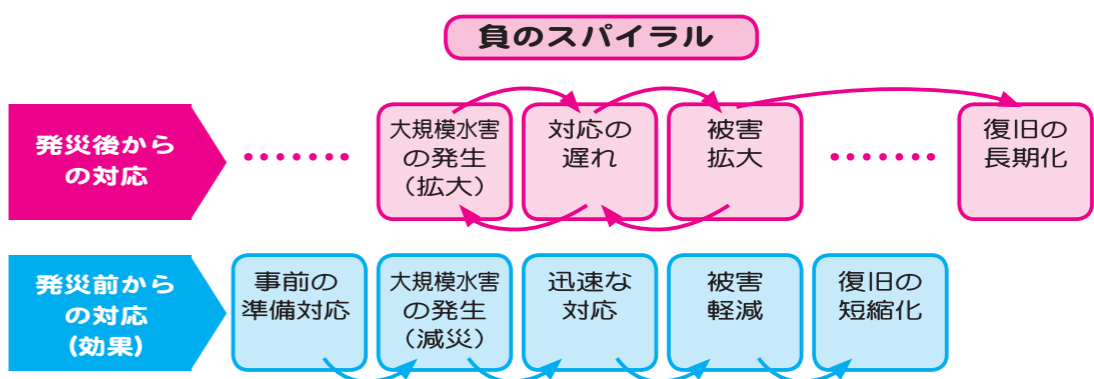 負のスパイラル
発災後から
の対応
大規模水害
の発生
（拡大）
対応の
遅れ
被害
拡大
復旧の
長期化
発災前から
の対応
(効果)
事前の
準備対応
大規模水害
の発生
（減災）
迅速な
対応
被害
軽減
復旧の
短縮化